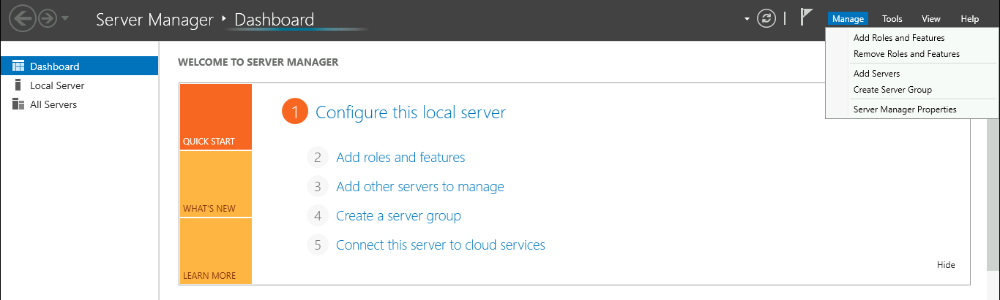 Server Manager ‣ Dashboard
Manage Tools View Help
Add Roles and Features
Remove Roles and Features
Add Servers
Create Server Group
Server Manager Properties
Dashboard
Local Server
All Servers
WELCOME TO SERVER MANAGER
QUICK START
WHAT'S NEW
LEARN MORE
1 Configure this local server
2 Add roles and features
3 Add other servers to manage
4 Create a server group
5 Connect this server to cloud services
Hide